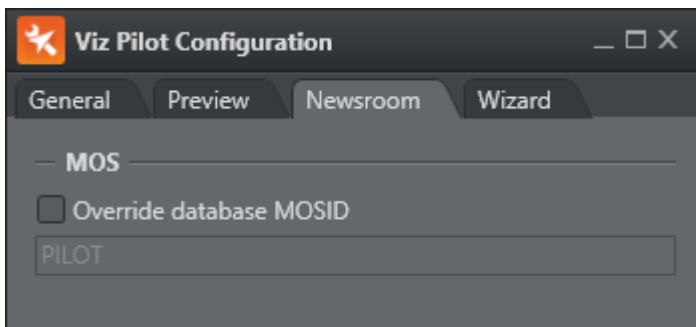 Viz Pilot Configuration
General Preview Newsroom Wizard
MOS
Override database MOSID
PILOT